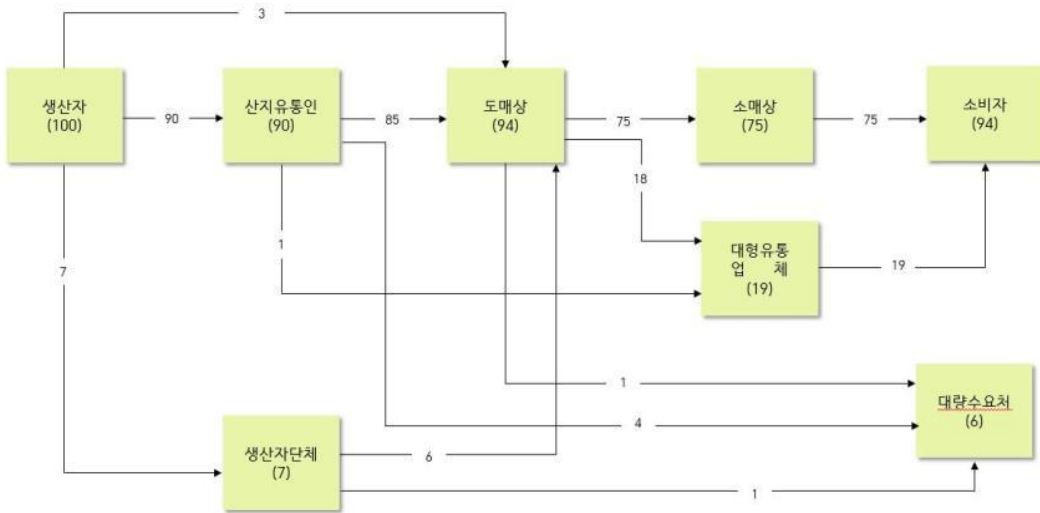 3
생산자
(100)
90
산지유통인
(90)
85
도매상
(94)
75
소매상
(75)
75
소비자
(94)
18
1
대형유통
업 체
(19)
19
7
1
대량수요처
(6)
4
생산자단체
(7)
6
1